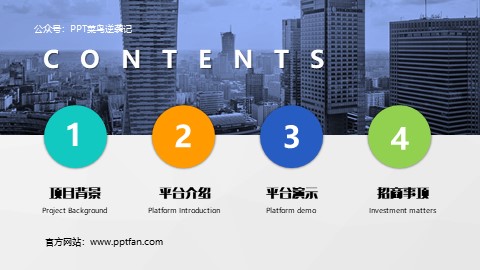 公众号：PPT菜鸟逆袭记
CONTENTS
1
2
3
4
项目背景
平台介绍
平台演示
招商事项
Project Background
Platform Introduction
Platform demo
Investment matters
官方网站：www.pptfan.com